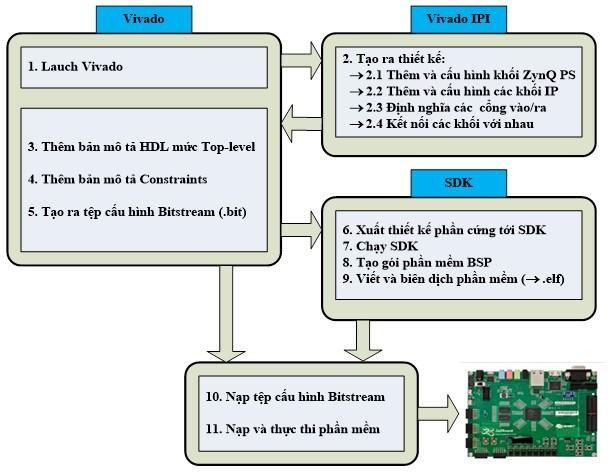 Vivado
1. Lauch Vivado
Vivado IPI
2. Tạo ra thiết kế:
→ 2.1 Thêm và cấu hình khối ZynQ PS
→ 2.2 Thêm và cấu hình các khối IP
→ 2.3 Định nghĩa các cổng vào/ra
→ 2.4 Kết nối các khối với nhau
3. Thêm bản mô tả HDL mức Top-level
4. Thêm bản mô tả Constraints
5. Tạo ra tệp cấu hình Bitstream (.bit)
SDK
6. Xuất thiết kế phần cứng tới SDK
7. Chạy SDK
8. Tạo gói phần mềm BSP
9. Viết và biên dịch phần mềm (→ .elf)
10. Nạp tệp cấu hình Bitstream
11. Nạp và thực thi phần mềm